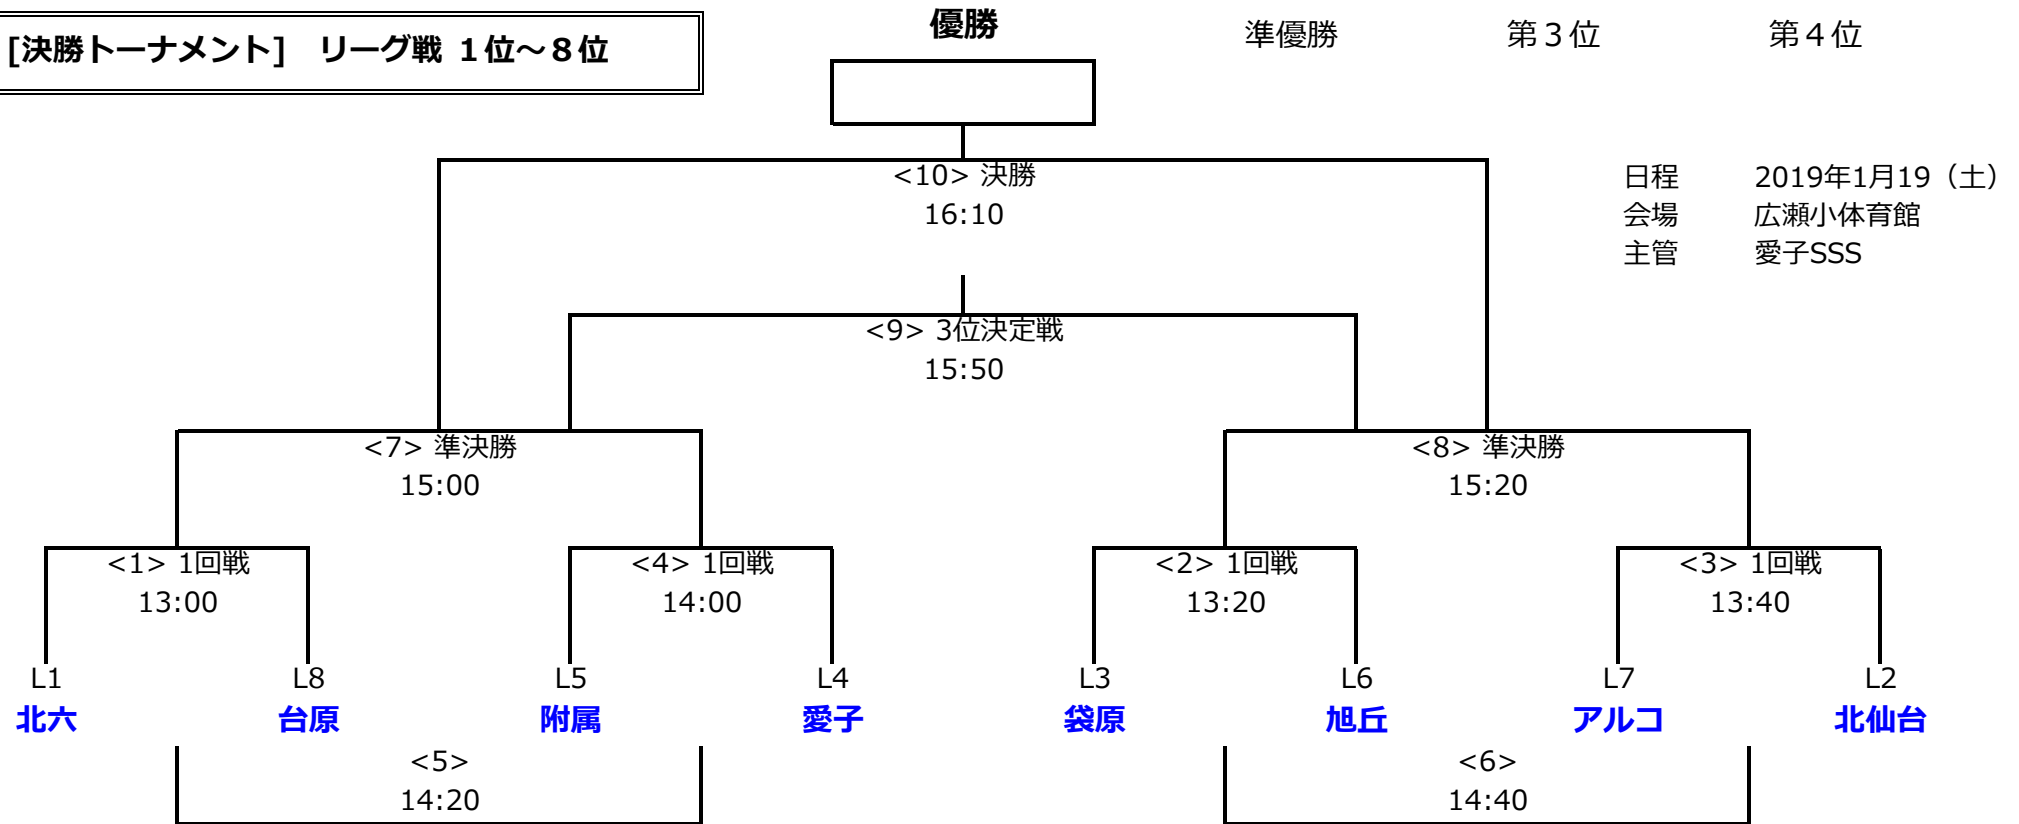 [決勝トーナメント]　リーグ戦 １位～８位
優勝　準優勝　第３位　第４位
<10> 決勝
16:10
日程　2019年1月19（土）
会場　広瀬小体育館
主管　愛子SSS
<9> 3位決定戦
15:50
<7> 準決勝　<8> 準決勝
15:00　15:20
<1> 1回戦　<4> 1回戦　<2> 1回戦　<3> 1回戦
13:00　14:00　13:20　13:40
L1　L8　L5　L4　L3　L6　L7　L2
北六　台原　附属　愛子　袋原　旭丘　アルコ　北仙台
<5>　<6>
14:20　14:40